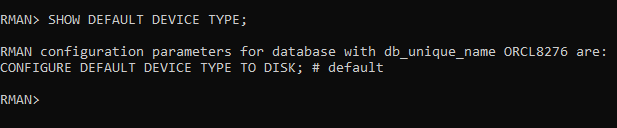 RMAN> SHOW DEFAULT DEVICE TYPE;
RMAN configuration parameters for database with db_unique_name ORCL8276 are:
CONFIGURE DEFAULT DEVICE TYPE TO DISK; # default
RMAN>